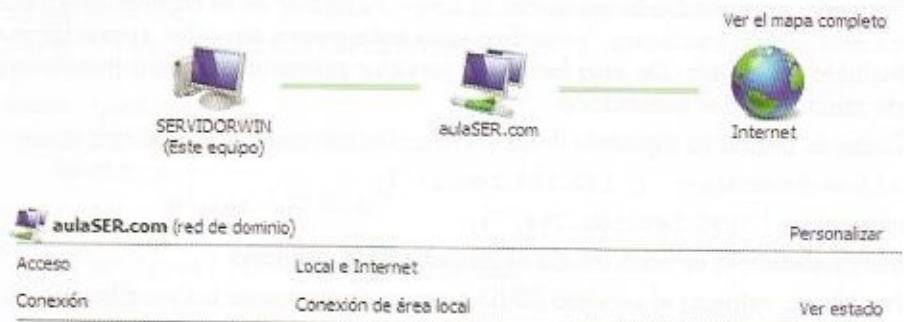 Ver el mapa completo
SERVIDORWIN
(Este equipo)
aulaSER.com
Internet
aulaSER.com (red de dominio)
Personalizar
Acceso
Local e Internet
Conexión
Conexión de área local
Ver estado